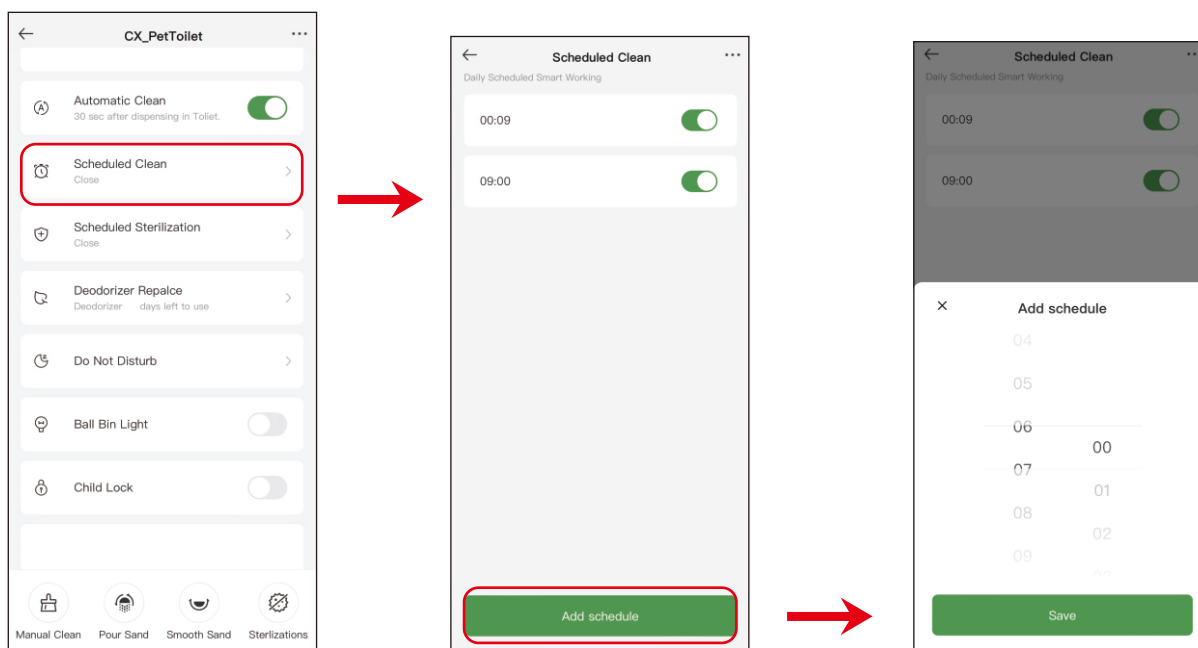 CX_PetToilet
Automatic Clean
30 sec after dispensing in Toliet.
Scheduled Clean
Close
Scheduled Sterilization
Close
Deodorizer Repalce
Deodorizer days left to use
Do Not Disturb
Ball Bin Light
Child Lock
Manual Clean Pour Sand Smooth Sand Sterlizations
Scheduled Clean
Daily Scheduled Smart Working
00:09
09:00
Add schedule
Scheduled Clean
Daily Scheduled Smart Working
00:09
09:00
Add schedule
04
05
06
00
07
01
08
02
09
Save